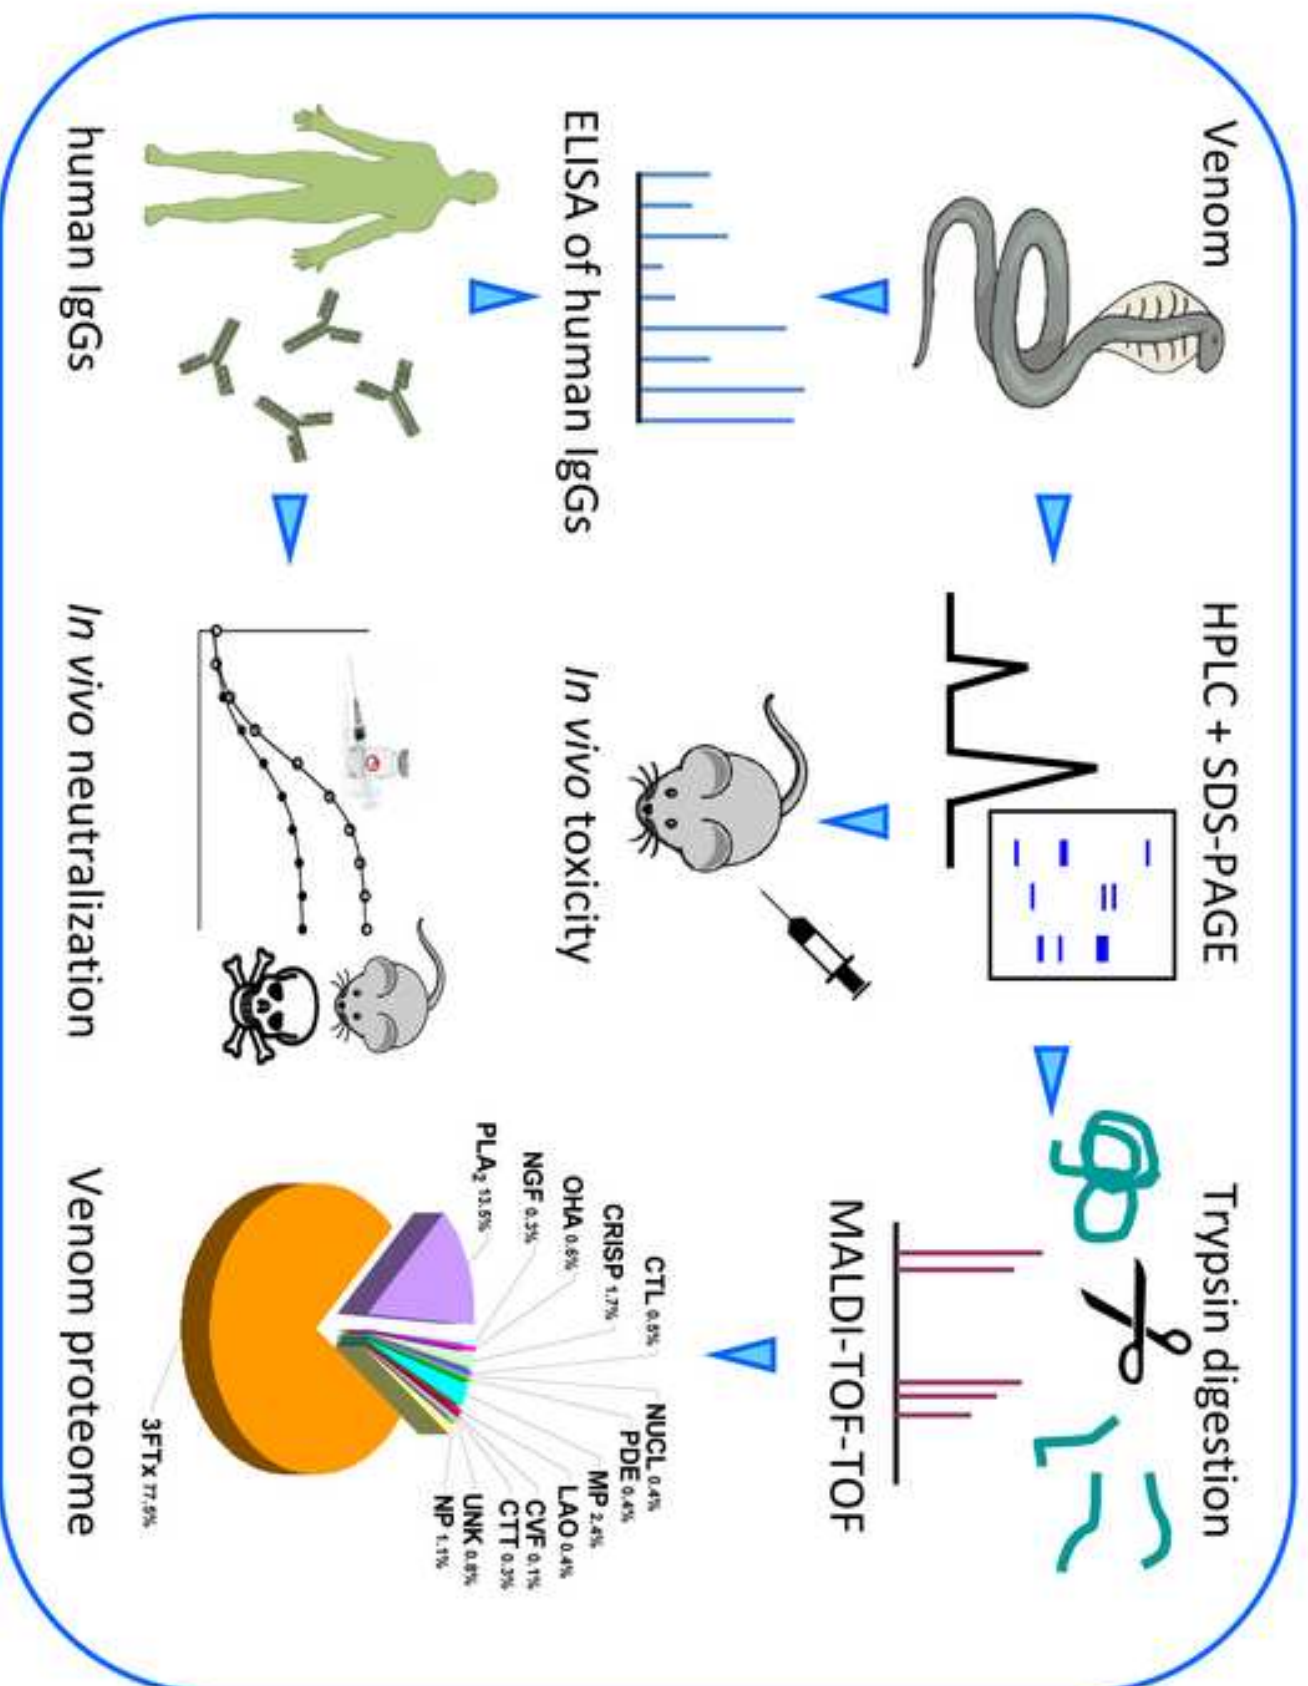 Venom
HPLC + SDS-PAGE
Trypsin digestion
ELISA of human IgGs
In vivo toxicity
MALDI-TOF-TOF
human IgGs
In vivo neutralization
Venom proteome
PLA₂ 13.5%
NGF 0.3%
OHA 0.6%
CRISP 1.7%
CTL 0.5%
NUCL 0.4%
PDE 0.4%
MP 2.4%
LAO 0.4%
CVF 0.1%
CTT 0.3%
UNK 0.8%
NP 1.1%
3FTx 77.5%